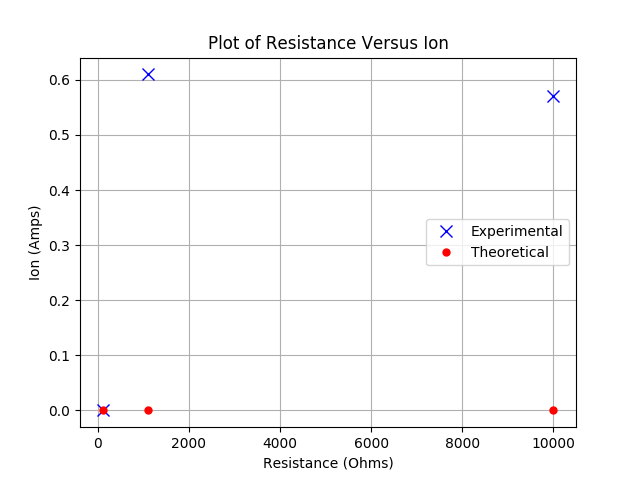 Plot of Resistance Versus Ion
0.6
0.5
0.4
0.3
0.2
0.1
0.0
Ion (Amps)
Experimental
Theoretical
0 2000 4000 6000 8000 10000
Resistance (Ohms)